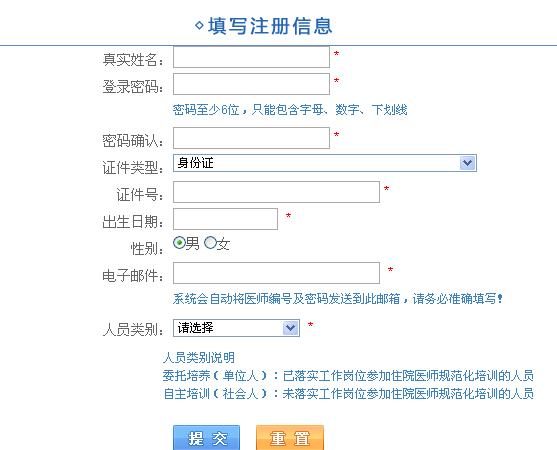 填写注册信息
真实姓名： *
登录密码： *
密码至少6位，只能包含字母、数字、下划线
密码确认： *
证件类型： 身份证
证件号： *
出生日期： *
性别： 男 女
电子邮件： *
系统会自动将医师编号及密码发送到此邮箱，请务必准确填写!
人员类别： 请选择 *
人员类别说明
委托培养（单位人）：已落实工作岗位参加住院医师规范化培训的人员
自主培训（社会人）：未落实工作岗位参加住院医师规范化培训的人员
提 交 重 置